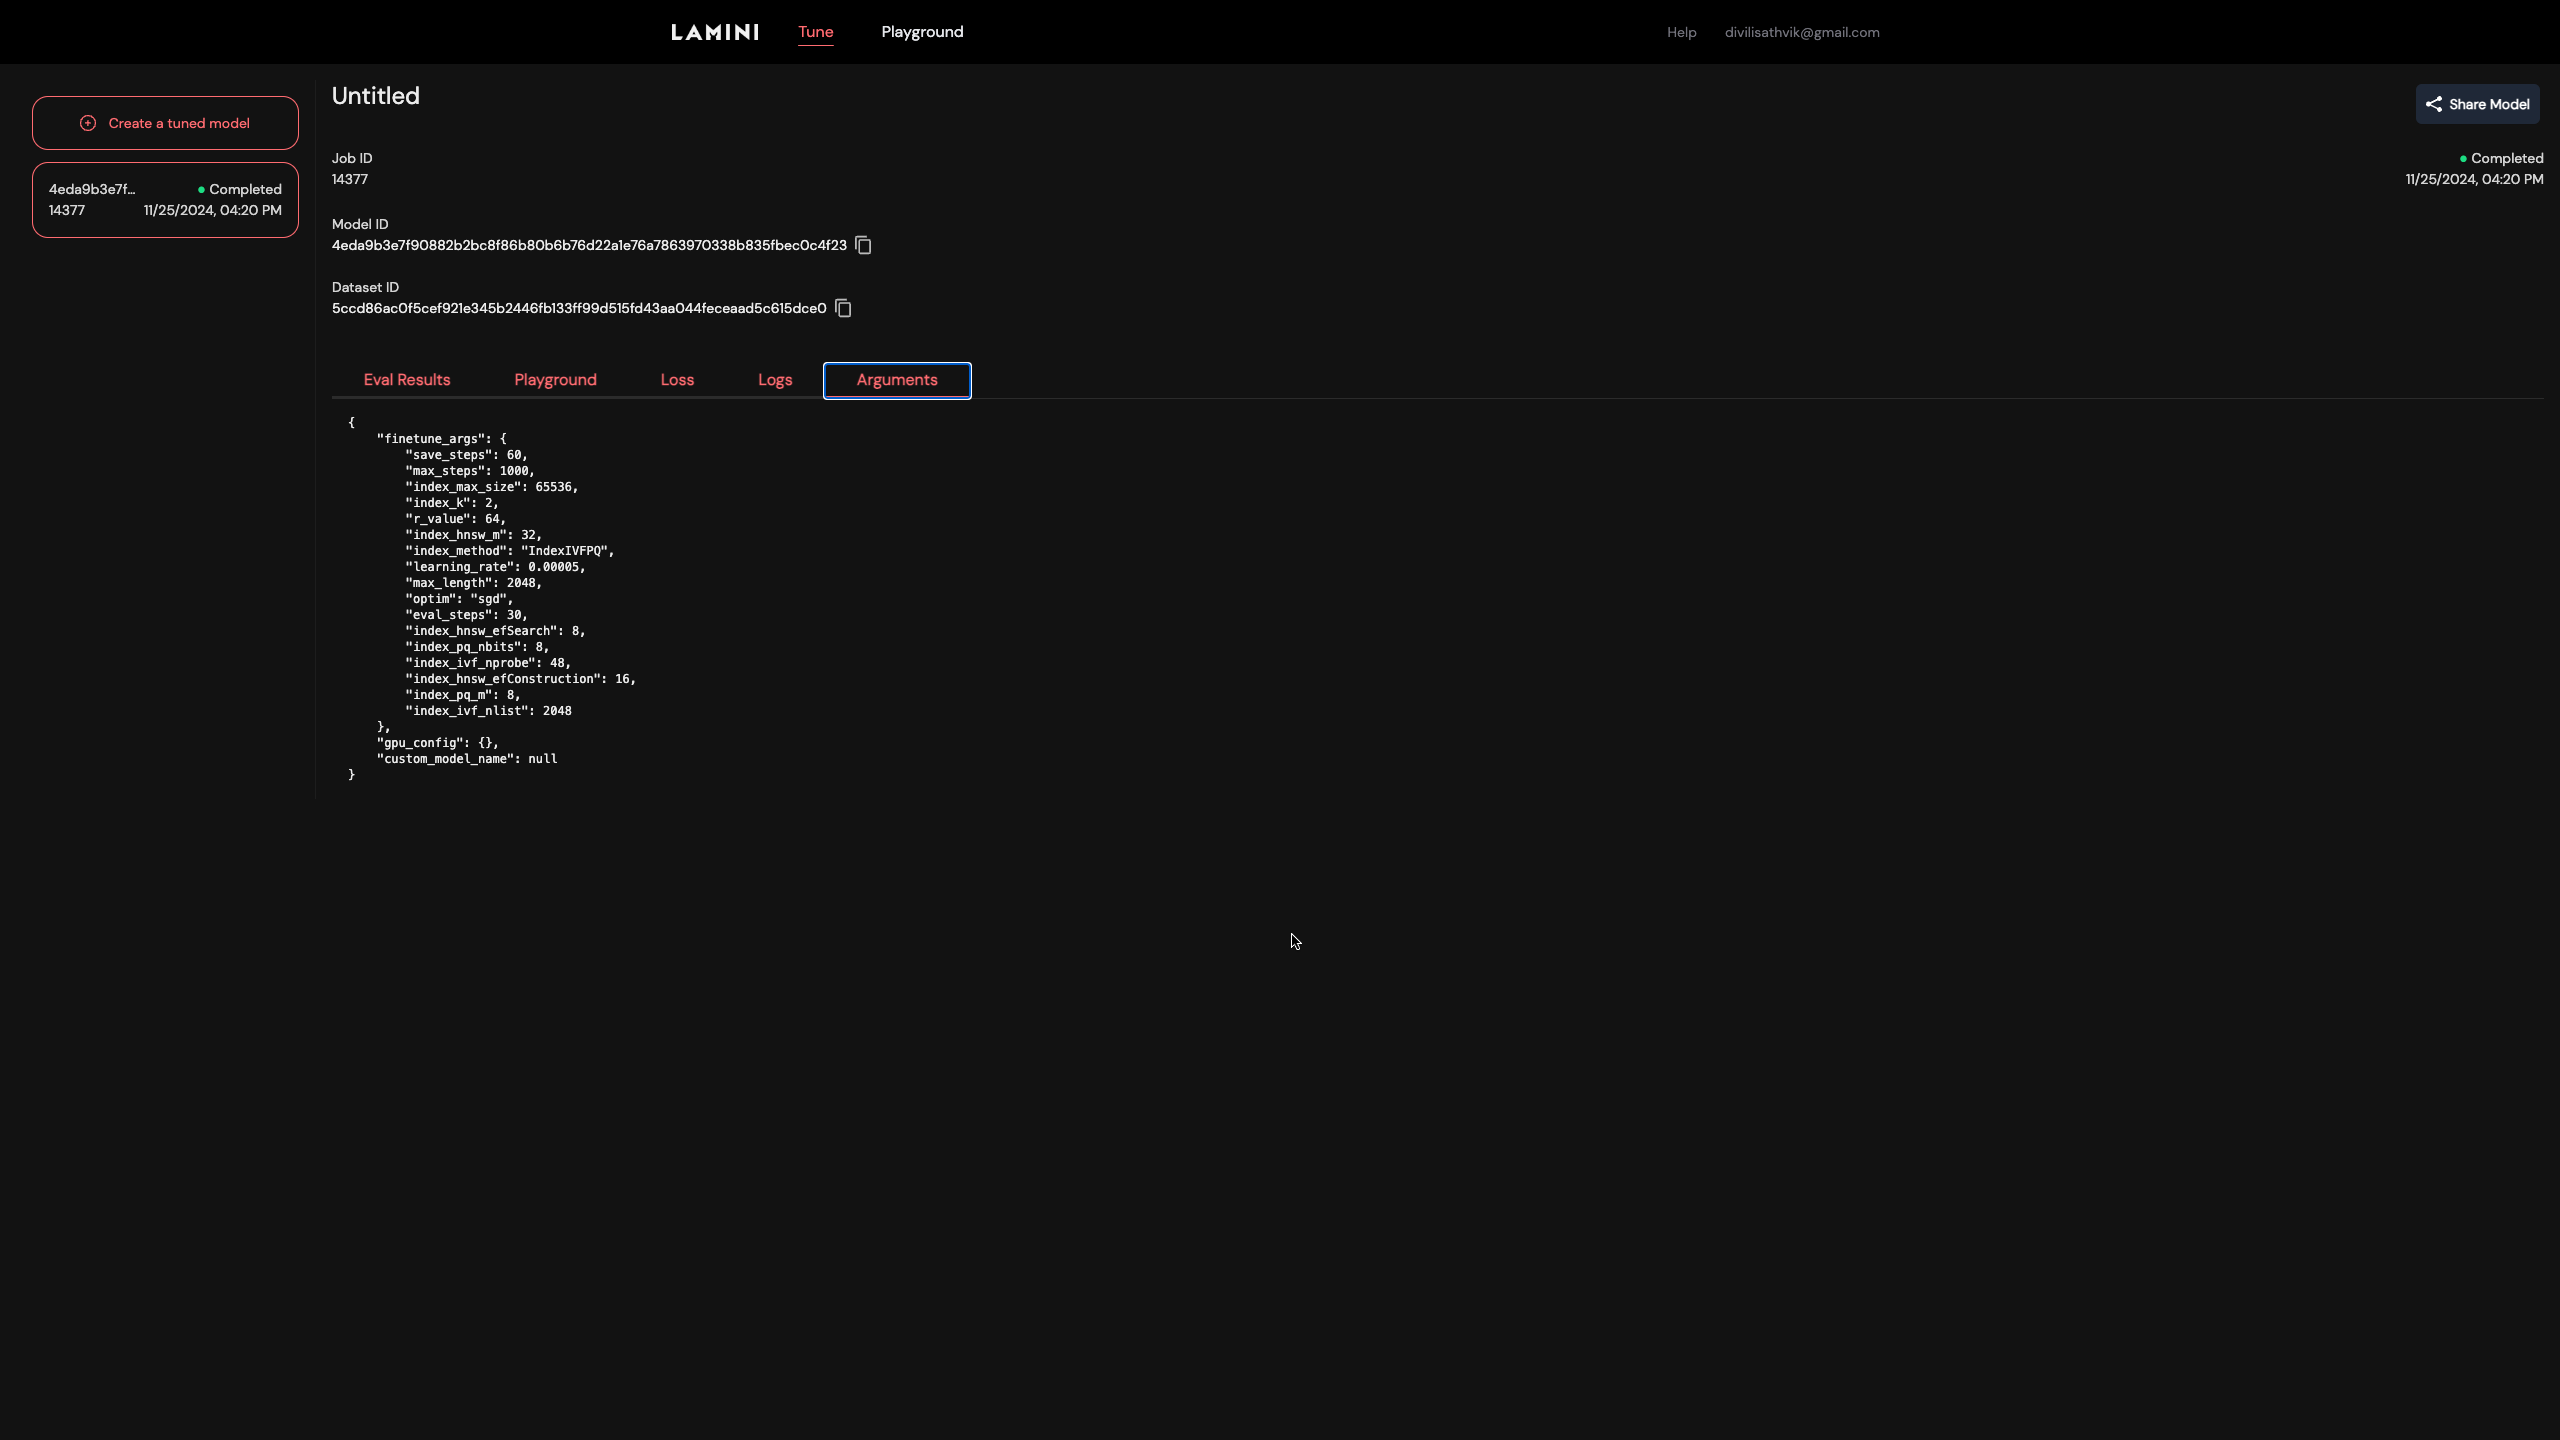 LAMINI Tune Playground Help divilisathvik@gmail.com
Create a tuned model
4eda9b3e7f... Completed
14377 11/25/2024, 04:20 PM
Untitled
Share Model
Job ID
14377
Completed
11/25/2024, 04:20 PM
Model ID
4eda9b3e7f90882b2bc8f86b80b6b76d22a1e76a7863970338b835fbec0c4f23
Dataset ID
5ccd86ac0f5cef921e345b2446fb133ff99d515fd43aa044feceaad5c615dce0
Eval Results Playground Loss Logs Arguments
{
    "finetune_args": {
        "save_steps": 60,
        "max_steps": 1000,
        "index_max_size": 65536,
        "index_k": 2,
        "r_value": 64,
        "index_hnsw_m": 32,
        "index_method": "IndexIVFPQ",
        "learning_rate": 0.00005,
        "max_length": 2048,
        "optim": "sgd",
        "eval_steps": 30,
        "index_hnsw_efSearch": 8,
        "index_pq_nbits": 8,
        "index_ivf_nprobe": 48,
        "index_hnsw_efConstruction": 16,
        "index_pq_m": 8,
        "index_ivf_nlist": 2048
    },
    "gpu_config": {},
    "custom_model_name": null
}